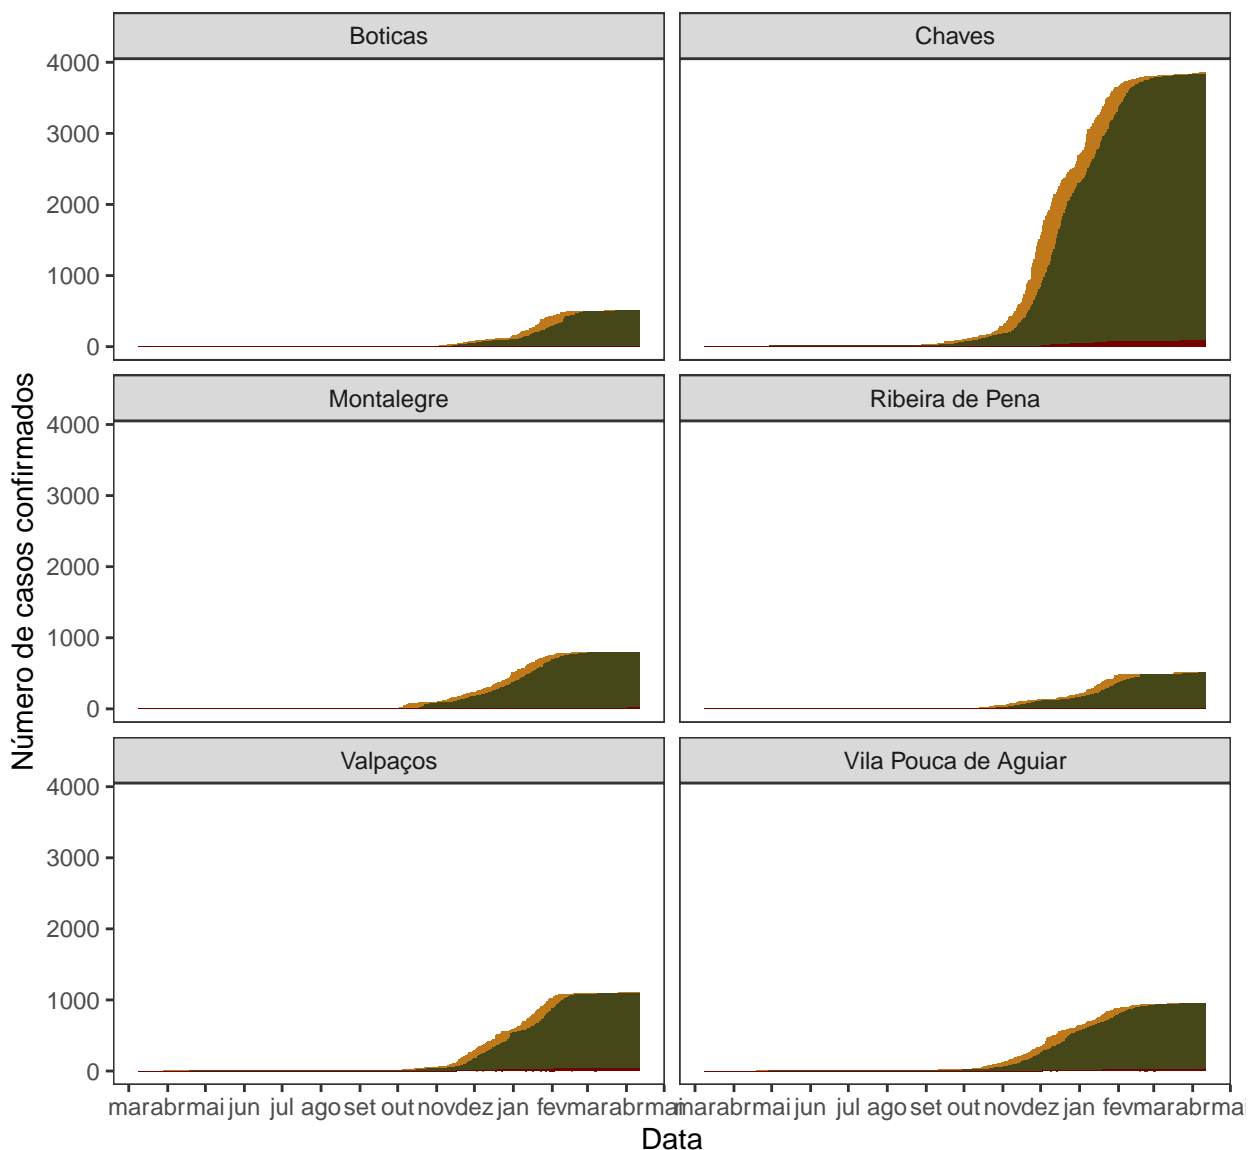 Boticas
Chaves
4000
3000
2000
1000
0
Montalegre
Ribeira de Pena
4000
3000
2000
1000
0
Valpaços
Vila Pouca de Aguiar
4000
3000
2000
1000
0
mar abr mai jun jul ago set out nov dez jan fev mar abr mai
mar abr mai jun jul ago set out nov dez jan fev mar abr mai
Data
Número de casos confirmados